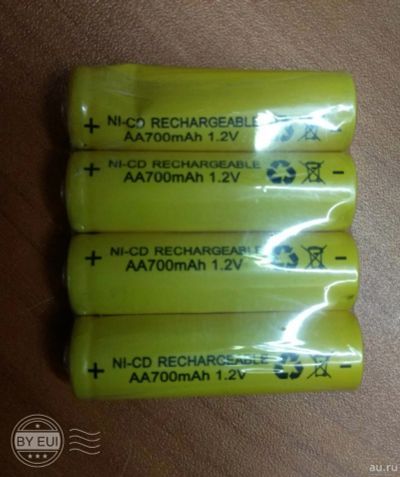 + NI-CD RECHARGEABLE -
AA700mAh 1.2V
+ NI-CD RECHARGEABLE -
AA700mAh 1.2V
+ NI-CD RECHARGEABLE -
AA700mAh 1.2V
+ NI-CD RECHARGEABLE -
AA700mAh 1.2V
BY EUI
au.ru